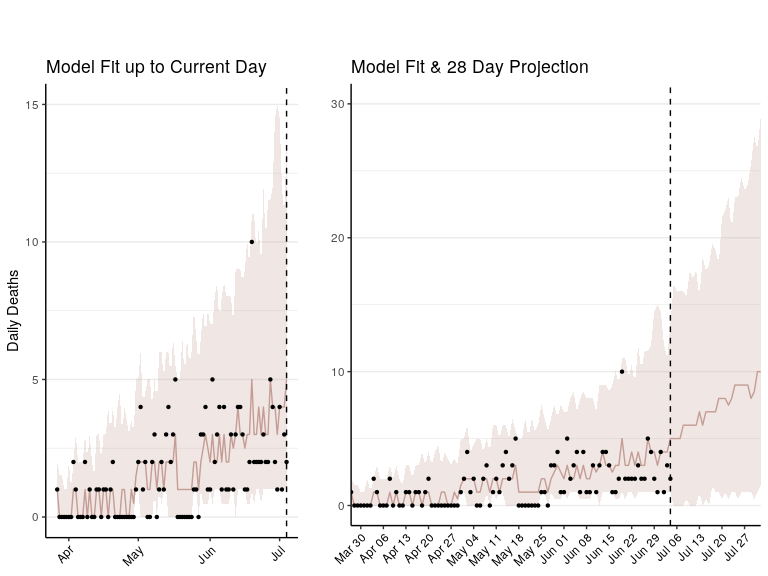 Model Fit up to Current Day
Model Fit & 28 Day Projection
Daily Deaths
15
10
5
0
Apr
May
Jun
Jul
30
20
10
0
Mar 30
Apr 06
Apr 13
Apr 20
Apr 27
May 04
May 11
May 18
May 25
Jun 01
Jun 08
Jun 15
Jun 22
Jun 29
Jul 06
Jul 13
Jul 20
Jul 27